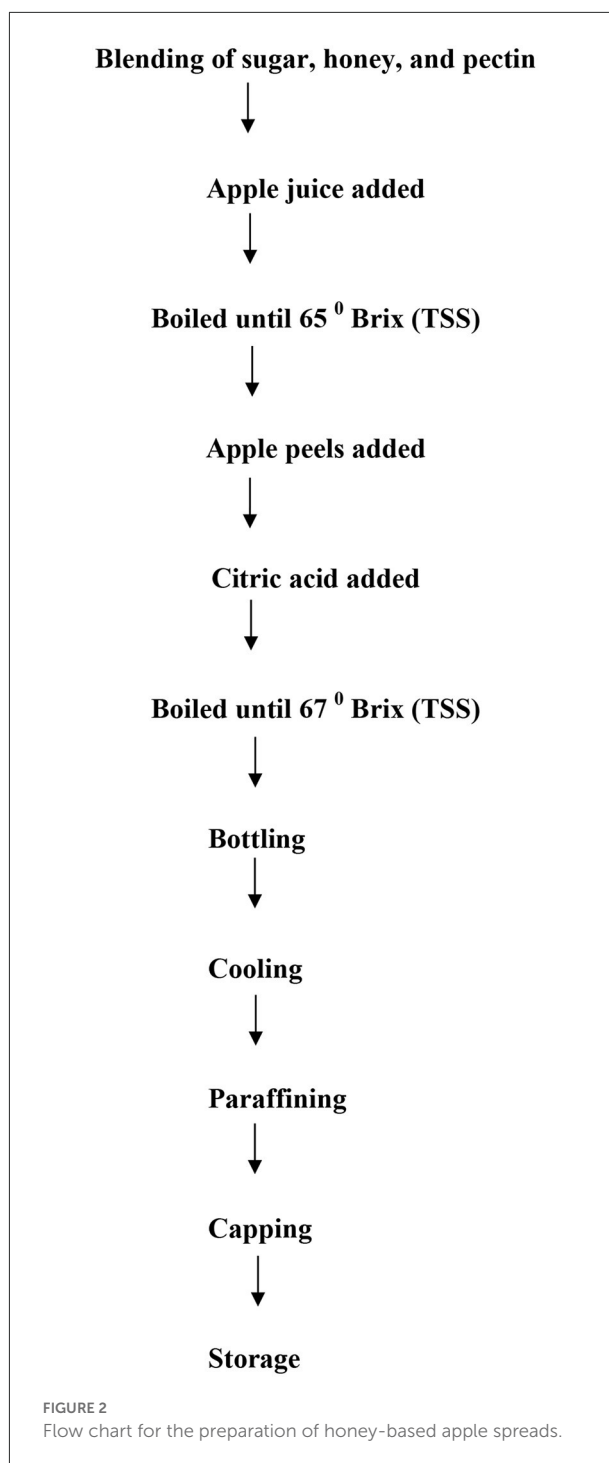 Blending of sugar, honey, and pectin
Apple juice added
Boiled until 65 ⁰ Brix (TSS)
Apple peels added
Citric acid added
Boiled until 67 ⁰ Brix (TSS)
Bottling
Cooling
Paraffining
Capping
Storage
FIGURE 2
Flow chart for the preparation of honey-based apple spreads.